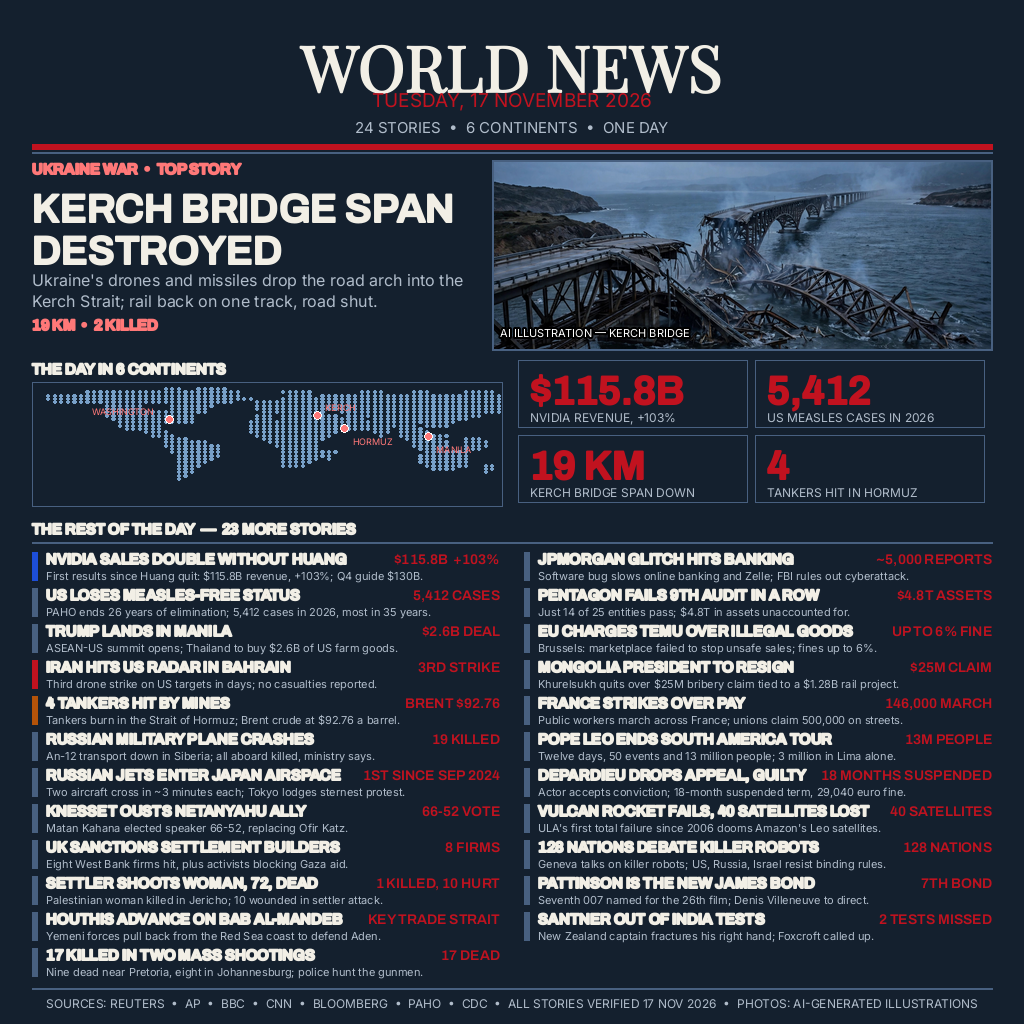 WORLD NEWS
TUESDAY, 17 NOVEMBER 2026
24 STORIES • 6 CONTINENTS • ONE DAY
UKRAINE WAR • TOP STORY
KERCH BRIDGE SPAN
DESTROYED
Ukraine's drones and missiles drop the road arch into the
Kerch Strait; rail back on one track, road shut.
19 KM • 2 KILLED
AI ILLUSTRATION — KERCH BRIDGE
THE DAY IN 6 CONTINENTS
WASHINGTON
KERCH
HORMUZ
MANILA
$115.8B
NVIDIA REVENUE, +103%
5,412
US MEASLES CASES IN 2026
19 KM
KERCH BRIDGE SPAN DOWN
4
TANKERS HIT IN HORMUZ
THE REST OF THE DAY — 23 MORE STORIES
NVIDIA SALES DOUBLE WITHOUT HUANG $115.8B +103%
First results since Huang quit: $115.8B revenue, +103%; Q4 guide $130B.
US LOSES MEASLES-FREE STATUS 5,412 CASES
PAHO ends 26 years of elimination; 5,412 cases in 2026, most in 35 years.
TRUMP LANDS IN MANILA $2.6B DEAL
ASEAN-US summit opens; Thailand to buy $2.6B of US farm goods.
IRAN HITS US RADAR IN BAHRAIN 3RD STRIKE
Third drone strike on US targets in days; no casualties reported.
4 TANKERS HIT BY MINES BRENT $92.76
Tankers burn in the Strait of Hormuz; Brent crude at $92.76 a barrel.
RUSSIAN MILITARY PLANE CRASHES 19 KILLED
An-12 transport down in Siberia; all aboard killed, ministry says.
RUSSIAN JETS ENTER JAPAN AIRSPACE 1ST SINCE SEP 2024
Two aircraft cross in ~3 minutes each; Tokyo lodges sternest protest.
KNESSET OUSTS NETANYAHU ALLY 66-52 VOTE
Matan Kahana elected speaker 66-52, replacing Ofir Katz.
UK SANCTIONS SETTLEMENT BUILDERS 8 FIRMS
Eight West Bank firms hit, plus activists blocking Gaza aid.
SETTLER SHOOTS WOMAN, 72, DEAD 1 KILLED, 10 HURT
Palestinian woman killed in Jericho; 10 wounded in settler attack.
HOUTHIS ADVANCE ON BAB AL-MANDEB KEY TRADE STRAIT
Yemeni forces pull back from the Red Sea coast to defend Aden.
17 KILLED IN TWO MASS SHOOTINGS 17 DEAD
Nine dead near Pretoria, eight in Johannesburg; police hunt the gunmen.
JPMORGAN GLITCH HITS BANKING ~5,000 REPORTS
Software bug slows online banking and Zelle; FBI rules out cyberattack.
PENTAGON FAILS 9TH AUDIT IN A ROW $4.8T ASSETS
Just 14 of 25 entities pass; $4.8T in assets unaccounted for.
EU CHARGES TEMU OVER ILLEGAL GOODS UP TO 6% FINE
Brussels: marketplace failed to stop unsafe sales; fines up to 6%.
MONGOLIA PRESIDENT TO RESIGN $25M CLAIM
Khurelsukh quits over $25M bribery claim tied to a $1.28B rail project.
FRANCE STRIKES OVER PAY 146,000 MARCH
Public workers march across France; unions claim 500,000 on streets.
POPE LEO ENDS SOUTH AMERICA TOUR 13M PEOPLE
Twelve days, 50 events and 13 million people; 3 million in Lima alone.
DEPARDIEU DROPS APPEAL, GUILTY 18 MONTHS SUSPENDED
Actor accepts conviction; 18-month suspended term, 29,040 euro fine.
VULCAN ROCKET FAILS, 40 SATELLITES LOST 40 SATELLITES
ULA's first total failure since 2006 dooms Amazon's Leo satellites.
128 NATIONS DEBATE KILLER ROBOTS 128 NATIONS
Geneva talks on killer robots; US, Russia, Israel resist binding rules.
PATTINSON IS THE NEW JAMES BOND 7TH BOND
Seventh 007 named for the 26th film; Denis Villeneuve to direct.
SANTNER OUT OF INDIA TESTS 2 TESTS MISSED
New Zealand captain fractures his right hand; Foxcroft called up.
SOURCES: REUTERS • AP • BBC • CNN • BLOOMBERG • PAHO • CDC • ALL STORIES VERIFIED 17 NOV 2026 • PHOTOS: AI-GENERATED ILLUSTRATIONS